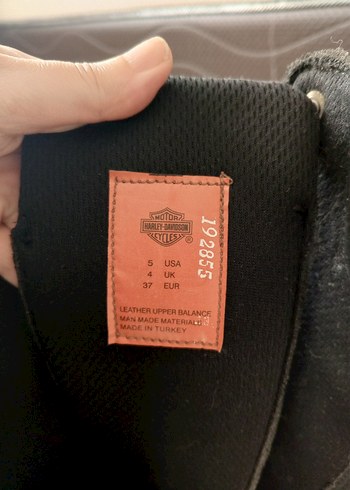 MOTOR
HARLEY-DAVIDSON
CYCLES
®
5 USA
4 UK
37 EUR
192855
LEATHER UPPER BALANCE
MAN MADE MATERIALS
MADE IN TURKEY